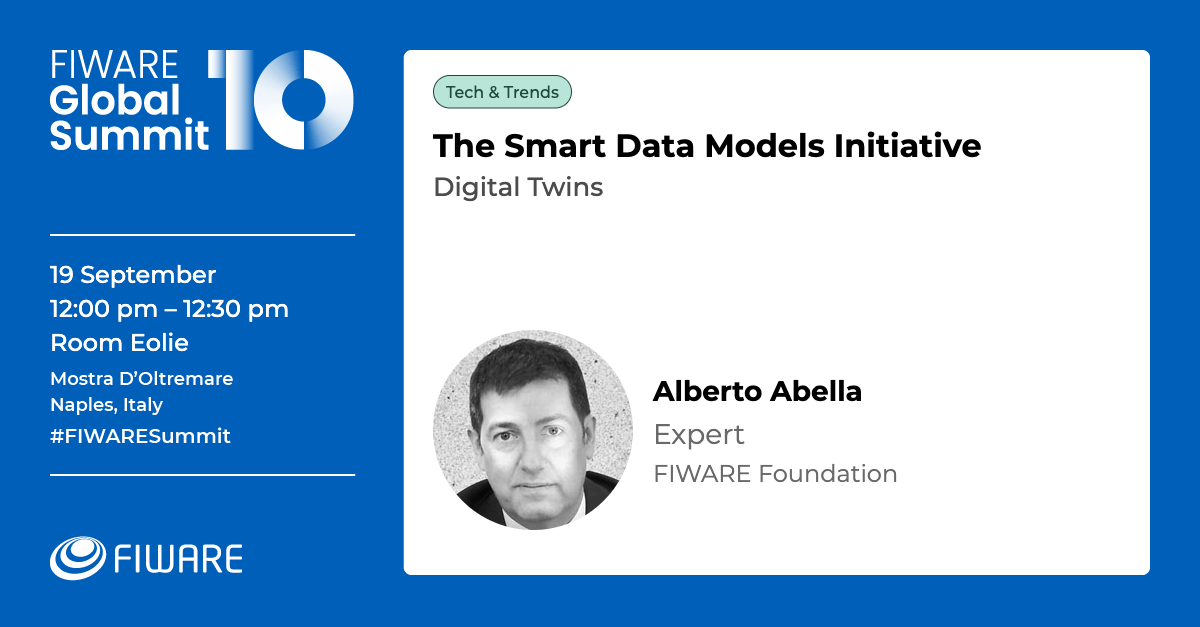 FIWARE
Global
Summit
10
19 September
12:00 pm – 12:30 pm
Room Eolie
Mostra D’Oltremare
Naples, Italy
#FIWARESummit
FIWARE
Tech & Trends
The Smart Data Models Initiative
Digital Twins
Alberto Abella
Expert
FIWARE Foundation